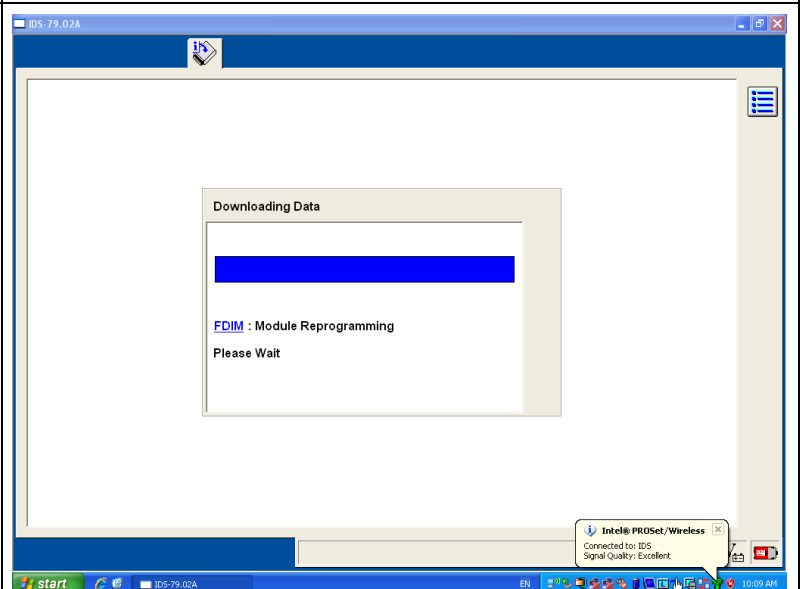 IDS-79.02A
Downloading Data
FDIM : Module Reprogramming
Please Wait
Intel® PROSet/Wireless
Connected to: IDS
Signal Quality: Excellent
start
IDS-79.02A
EN
10:09 AM